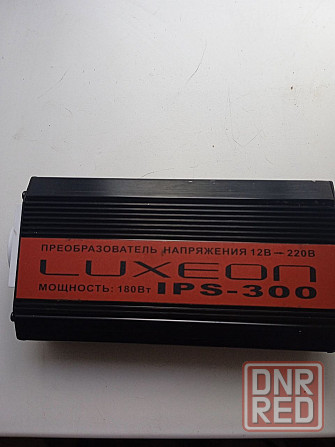 ПРЕОБРАЗОВАТЕЛЬ НАПРЯЖЕНИЯ 12В — 220В
LUXEON
МОЩНОСТЬ: 180Вт IPS-300
DNR
RED